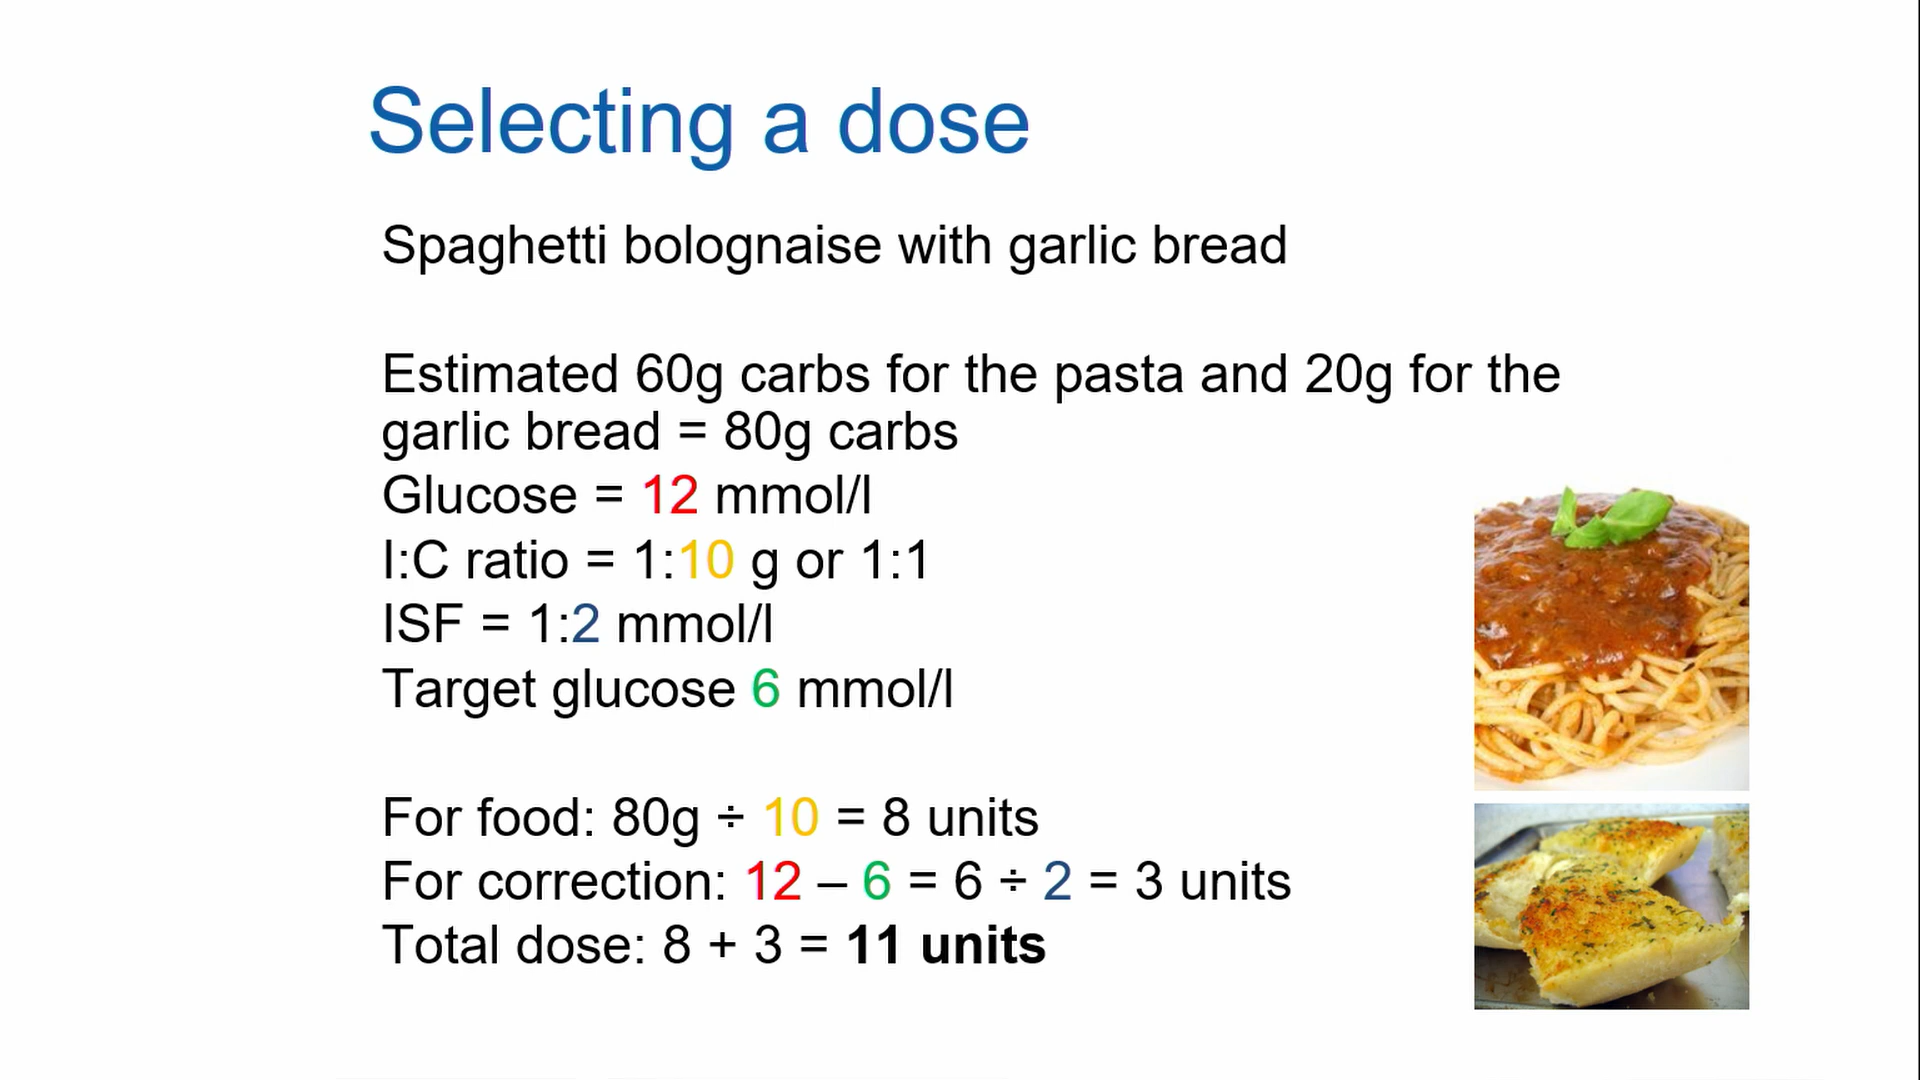 Selecting a dose
Spaghetti bolognaise with garlic bread
Estimated 60g carbs for the pasta and 20g for the
garlic bread = 80g carbs
Glucose = 12 mmol/l
I:C ratio = 1:10 g or 1:1
ISF = 1:2 mmol/l
Target glucose 6 mmol/l
For food: 80g ÷ 10 = 8 units
For correction: 12 – 6 = 6 ÷ 2 = 3 units
Total dose: 8 + 3 = 11 units